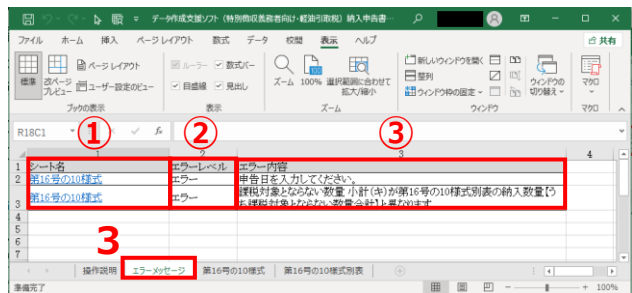 データ作成支援ソフト（特別徴収義務者向け・軽油引取税）納入申告書…
ファイル ホーム 挿入 ページ レイアウト 数式 データ 校閲 表示 ヘルプ 共有
標準 改ページ プレビュー ページ レイアウト ユーザー設定のビュー
ルーラー 数式バー
目盛線 見出し
ズーム 100% 選択範囲に合わせて 拡大/縮小
新しいウィンドウを開く
整列
ウィンドウ枠の固定
ウィンドウの 切り替え
マクロ
ブックの表示 表示 ズーム ウィンドウ マクロ
R18C1 fx
① ② ③
1 2 3 4
1 シート名 エラーレベル エラー内容
2 第16号の10様式 エラー 申告日を入力してください。
3 第16号の10様式 エラー 課税対象とならない数量 小計(キ)が第16号の10様式別表の納入数量【うち課税対象とならない数量合計】と異なります
4
5
6
7
3
操作説明 エラーメッセージ 第16号の10様式 第16号の10様式別表
準備完了 100%